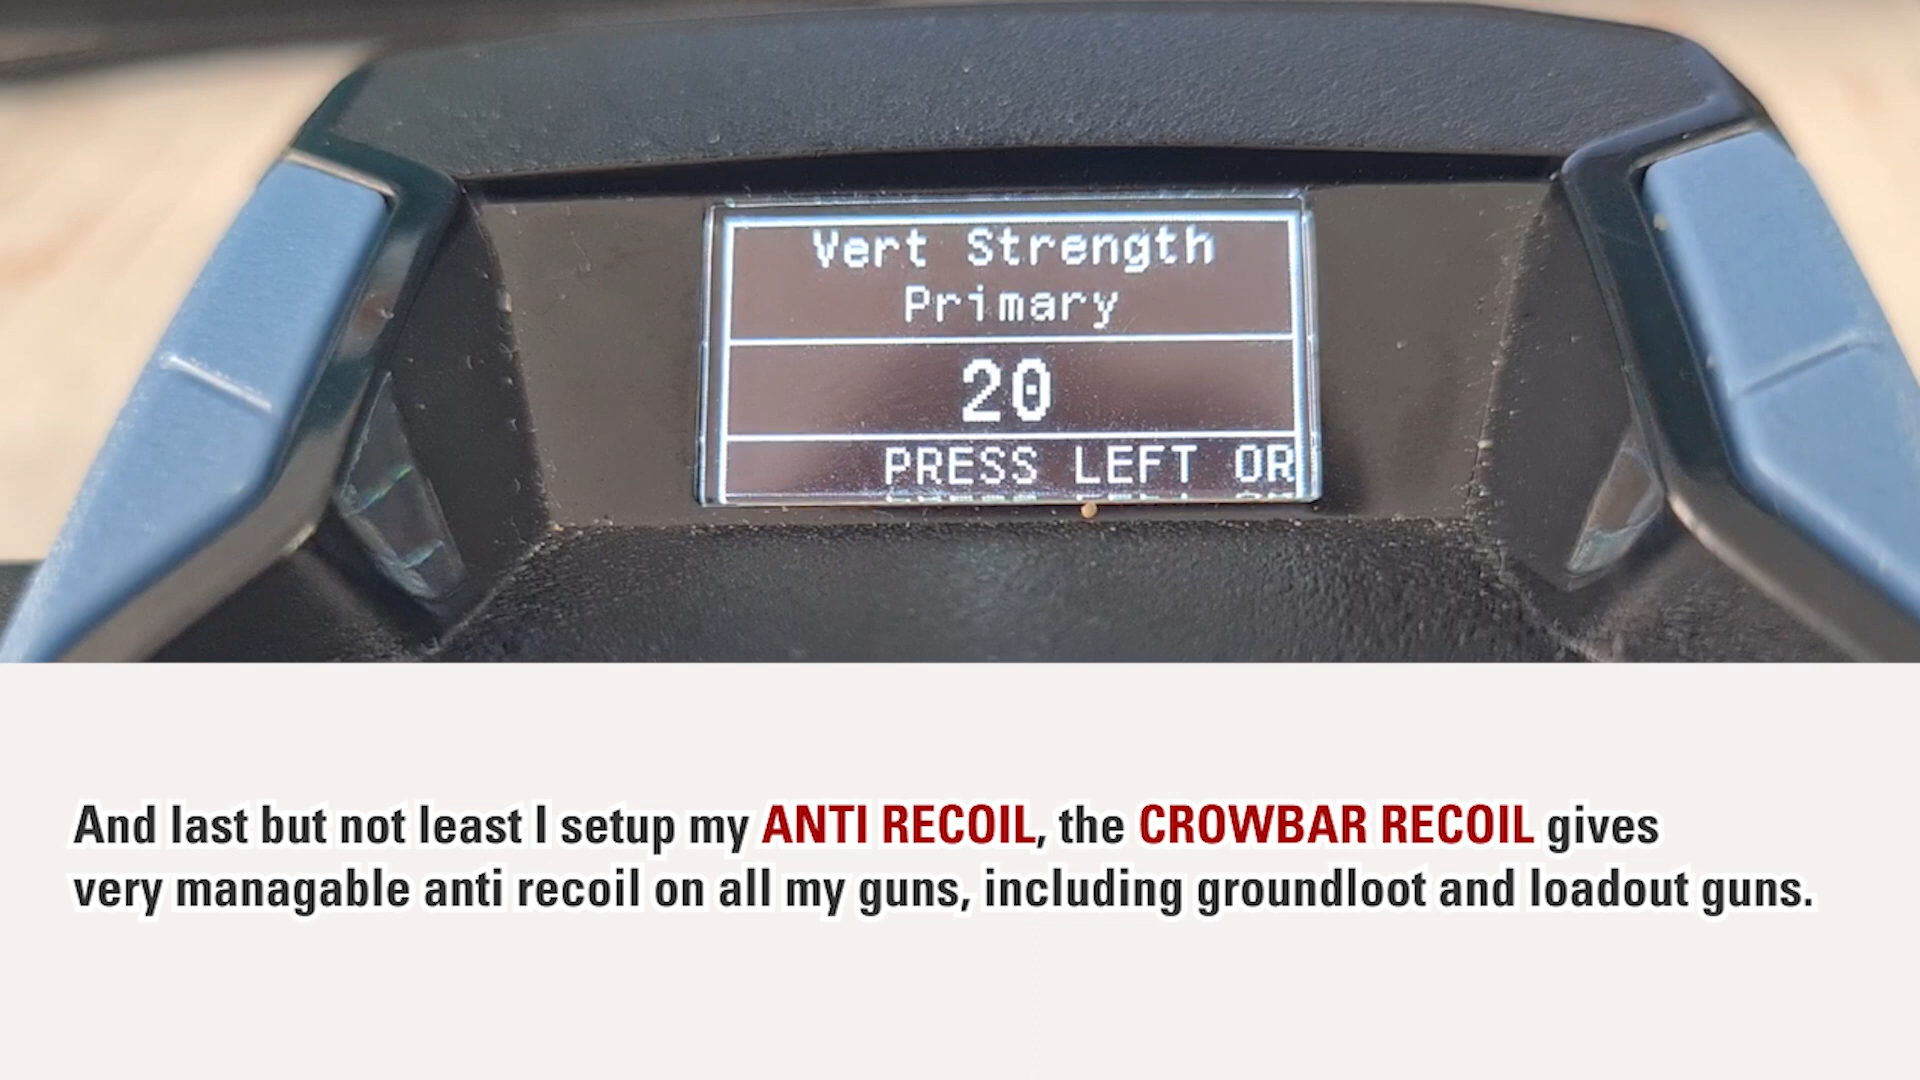 Vert Strength
Primary
20
PRESS LEFT OR
And last but not least I setup my ANTI RECOIL, the CROWBAR RECOIL gives
very managable anti recoil on all my guns, including groundloot and loadout guns.